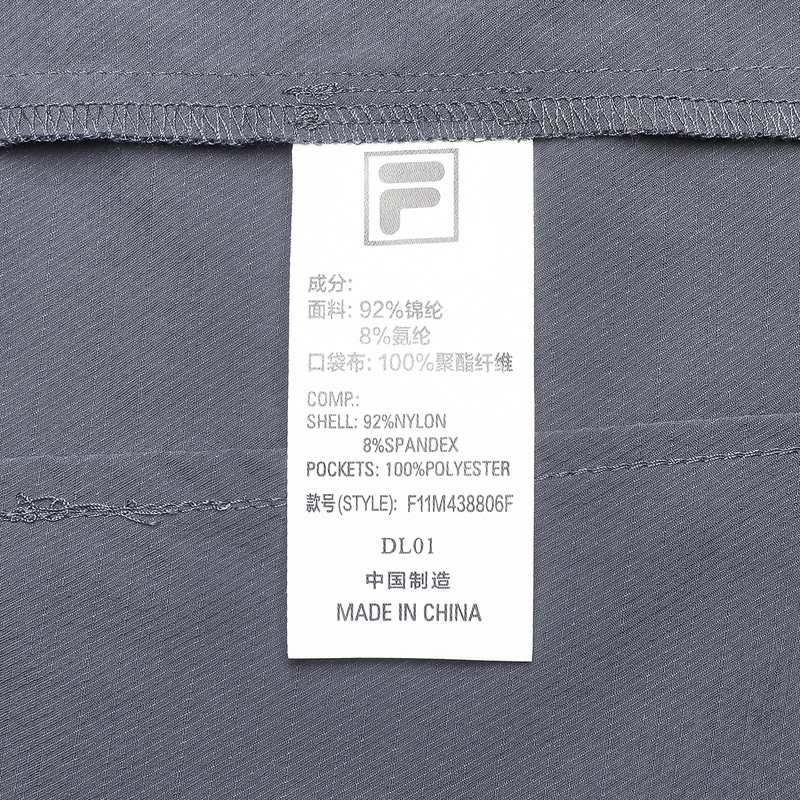 F
成分:
面料: 92%锦纶
8%氨纶
口袋布: 100%聚酯纤维
COMP.:
SHELL: 92%NYLON
8%SPANDEX
POCKETS: 100%POLYESTER
款号(STYLE): F11M438806F
DL01
中国制造
MADE IN CHINA